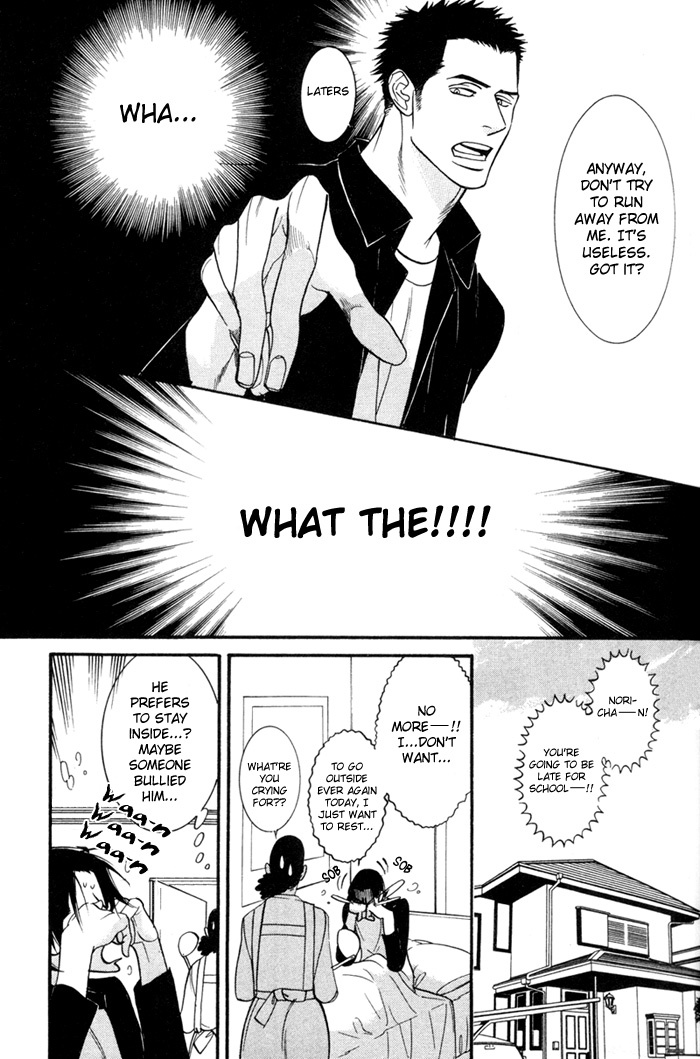 ANYWAY,
DON'T TRY
TO RUN
AWAY FROM
ME. IT'S
USELESS.
GOT IT?
LATERS
WHA...
WHAT THE!!!!
NORI-
CHA—N!
YOU'RE
GOING TO
BE
LATE FOR
SCHOOL—!!
NO
MORE—!!
I...DON'T
WANT...
TO GO
OUTSIDE
EVER AGAIN
TODAY, I
JUST WANT
TO REST...
WHAT'RE
YOU
CRYING
FOR??
SOB
SOB
HE
PREFERS
TO STAY
INSIDE...?
MAYBE
SOMEONE
BULLIED
HIM...
Waa~n
Waa~n
Waa~n